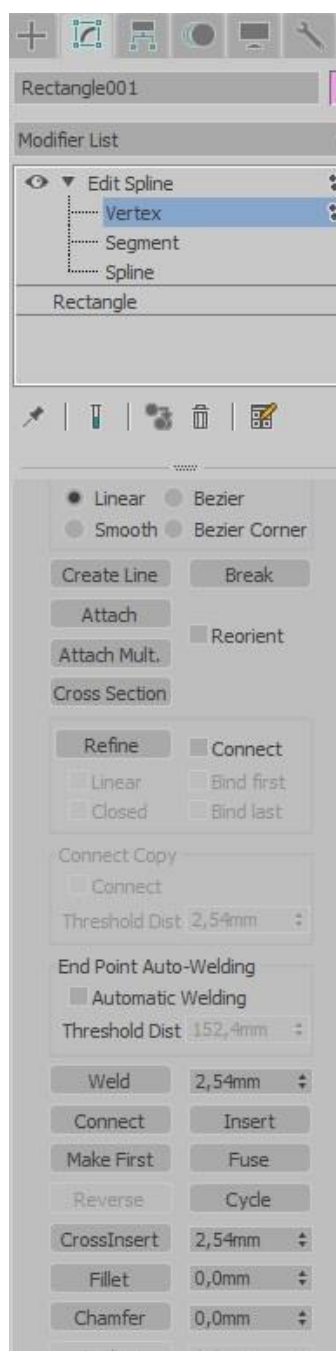 Rectangle001
Modifier List
Edit Spline
Vertex
Segment
Spline
Rectangle
Linear Bezier
Smooth Bezier Corner
Create Line Break
Attach
Reorient
Attach Mult.
Cross Section
Refine Connect
Linear Bind first
Closed Bind last
Connect Copy
Connect
Threshold Dist 2,54mm
End Point Auto-Welding
Automatic Welding
Threshold Dist 152,4mm
Weld 2,54mm
Connect Insert
Make First Fuse
Reverse Cycle
CrossInsert 2,54mm
Fillet 0,0mm
Chamfer 0,0mm